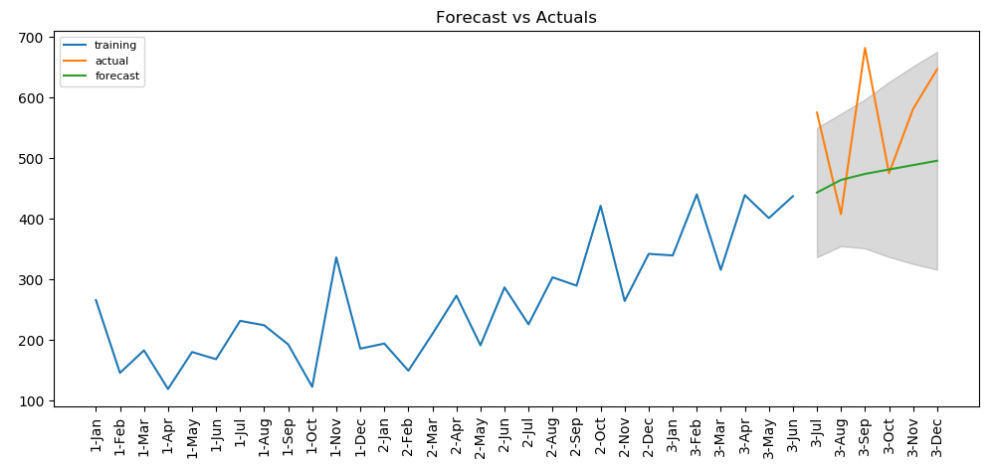 Forecast vs Actuals
training
actual
forecast
700
600
500
400
300
200
100
1-Jan
1-Feb
1-Mar
1-Apr
1-May
1-Jun
1-Jul
1-Aug
1-Sep
1-Oct
1-Nov
1-Dec
2-Jan
2-Feb
2-Mar
2-Apr
2-May
2-Jun
2-Jul
2-Aug
2-Sep
2-Oct
2-Nov
2-Dec
3-Jan
3-Feb
3-Mar
3-Apr
3-May
3-Jun
3-Jul
3-Aug
3-Sep
3-Oct
3-Nov
3-Dec